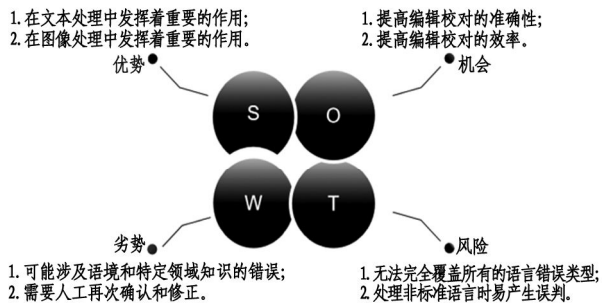 1.在文本处理中发挥着重要的作用;
2.在图像处理中发挥着重要的作用。
优势
1.提高编辑校对的准确性;
2.提高编辑校对的效率。
机会
S
O
W
T
劣势
1.可能涉及语境和特定领域知识的错误;
2.需要人工再次确认和修正。
风险
1.无法完全覆盖所有的语言错误类型;
2.处理非标准语言时易产生误判。